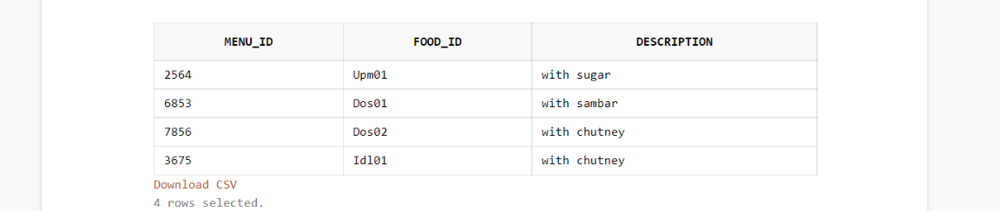 MENU_ID FOOD_ID DESCRIPTION
2564 Upm01 with sugar
6853 Dos01 with sambar
7856 Dos02 with chutney
3675 Idl01 with chutney
Download CSV
4 rows selected.